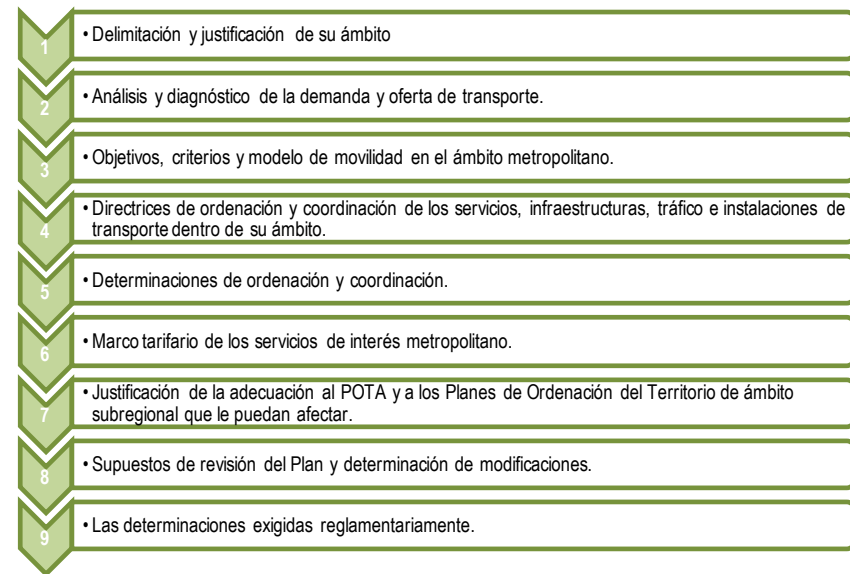 1
• Delimitación y justificación de su ámbito
2
• Análisis y diagnóstico de la demanda y oferta de transporte.
3
• Objetivos, criterios y modelo de movilidad en el ámbito metropolitano.
4
• Directrices de ordenación y coordinación de los servicios, infraestructuras, tráfico e instalaciones de
transporte dentro de su ámbito.
5
• Determinaciones de ordenación y coordinación.
6
• Marco tarifario de los servicios de interés metropolitano.
7
• Justificación de la adecuación al POTA y a los Planes de Ordenación del Territorio de ámbito
subregional que le puedan afectar.
8
• Supuestos de revisión del Plan y determinación de modificaciones.
9
• Las determinaciones exigidas reglamentariamente.